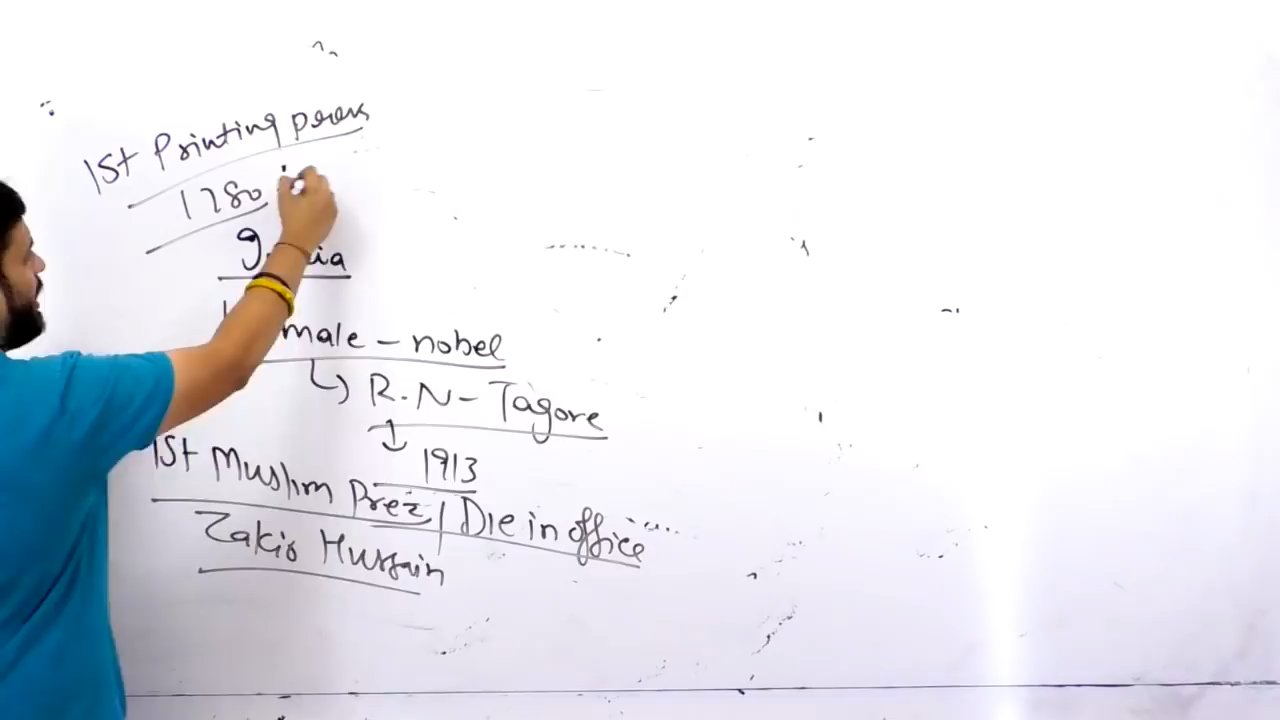 1St Printing press
1780
male - nobel
R.N - Tagore
1913
1St Muslim Prez / Die in office
Zakir Hussain